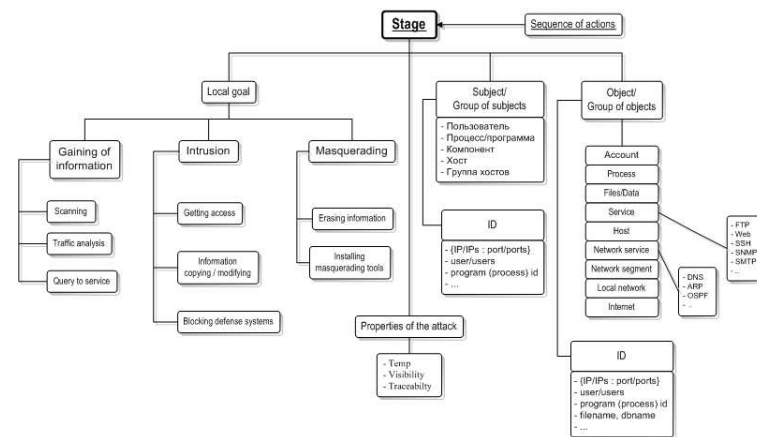 Stage
Sequence of actions
Local goal
Subject/
Group of subjects
- Пользователь
- Процесс/программа
- Компонент
- Хост
- Группа хостов
Object/
Group of objects
Gaining of
information
Intrusion
Masquerading
Account
Process
Files/Data
Service
Host
Network service
Network segment
Local network
Internet
Scanning
Traffic analysis
Query to service
Getting access
Information
copying / modifying
Blocking defense systems
Erasing information
Installing
masquerading tools
ID
- {IP/IPs : port/ports}
- user/users
- program (process) id
- ...
- FTP
- Web
- SSH
- SNMP
- SMTP
- ..
- DNS
- ARP
- OSPF
- ..
Properties of the attack
- Temp
- Visibility
- Traceabilty
ID
- {IP/IPs : port/ports}
- user/users
- program (process) id
- filename, dbname
- ...